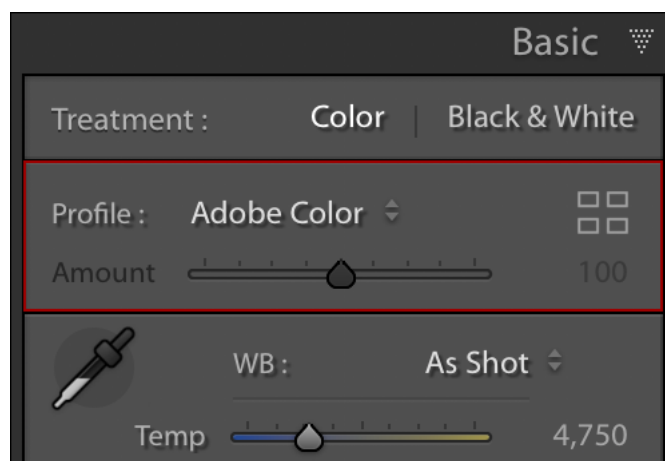 Basic
Treatment : Color | Black & White
Profile : Adobe Color
Amount 100
WB : As Shot
Temp 4,750